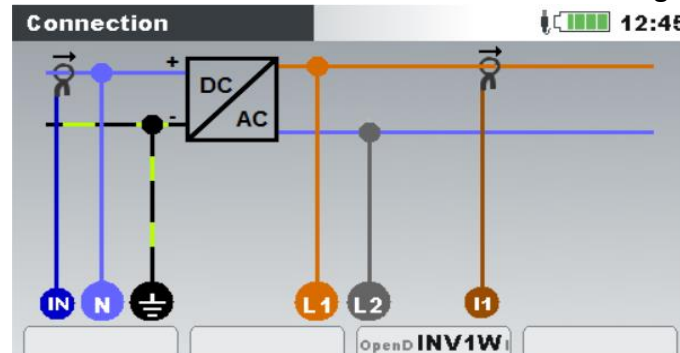 Connection 12:45
+
DC
AC
-
IN N L1 L2 I1
OpenD INV1W